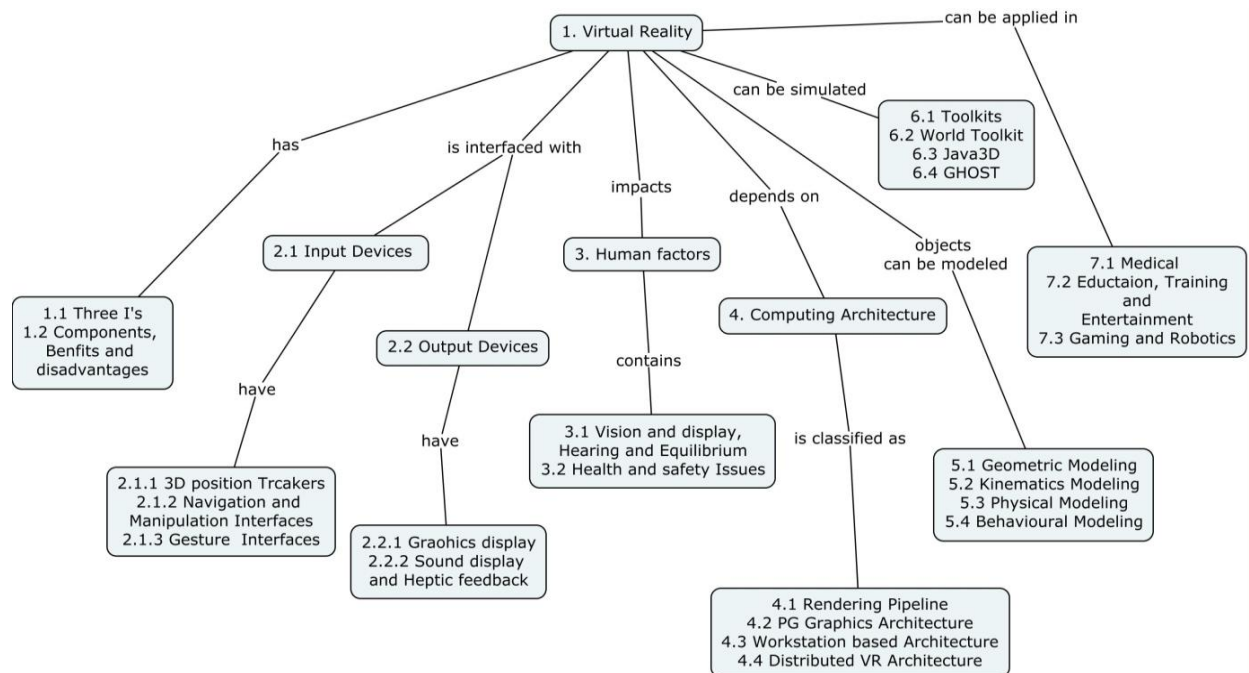 1. Virtual Reality
can be applied in
can be simulated
6.1 Toolkits
6.2 World Toolkit
6.3 Java3D
6.4 GHOST
has
is interfaced with
impacts
depends on
objects
can be modeled
2.1 Input Devices
3. Human factors
7.1 Medical
7.2 Eductaion, Training
and
Entertainment
7.3 Gaming and Robotics
1.1 Three I's
1.2 Components,
Benfits and
disadvantages
4. Computing Architecture
2.2 Output Devices
contains
have
have
is classified as
3.1 Vision and display,
Hearing and Equilibrium
3.2 Health and safety Issues
5.1 Geometric Modeling
5.2 Kinematics Modeling
5.3 Physical Modeling
5.4 Behavioural Modeling
2.1.1 3D position Trcakers
2.1.2 Navigation and
Manipulation Interfaces
2.1.3 Gesture Interfaces
2.2.1 Graohics display
2.2.2 Sound display
and Heptic feedback
4.1 Rendering Pipeline
4.2 PG Graphics Architecture
4.3 Workstation based Architecture
4.4 Distributed VR Architecture